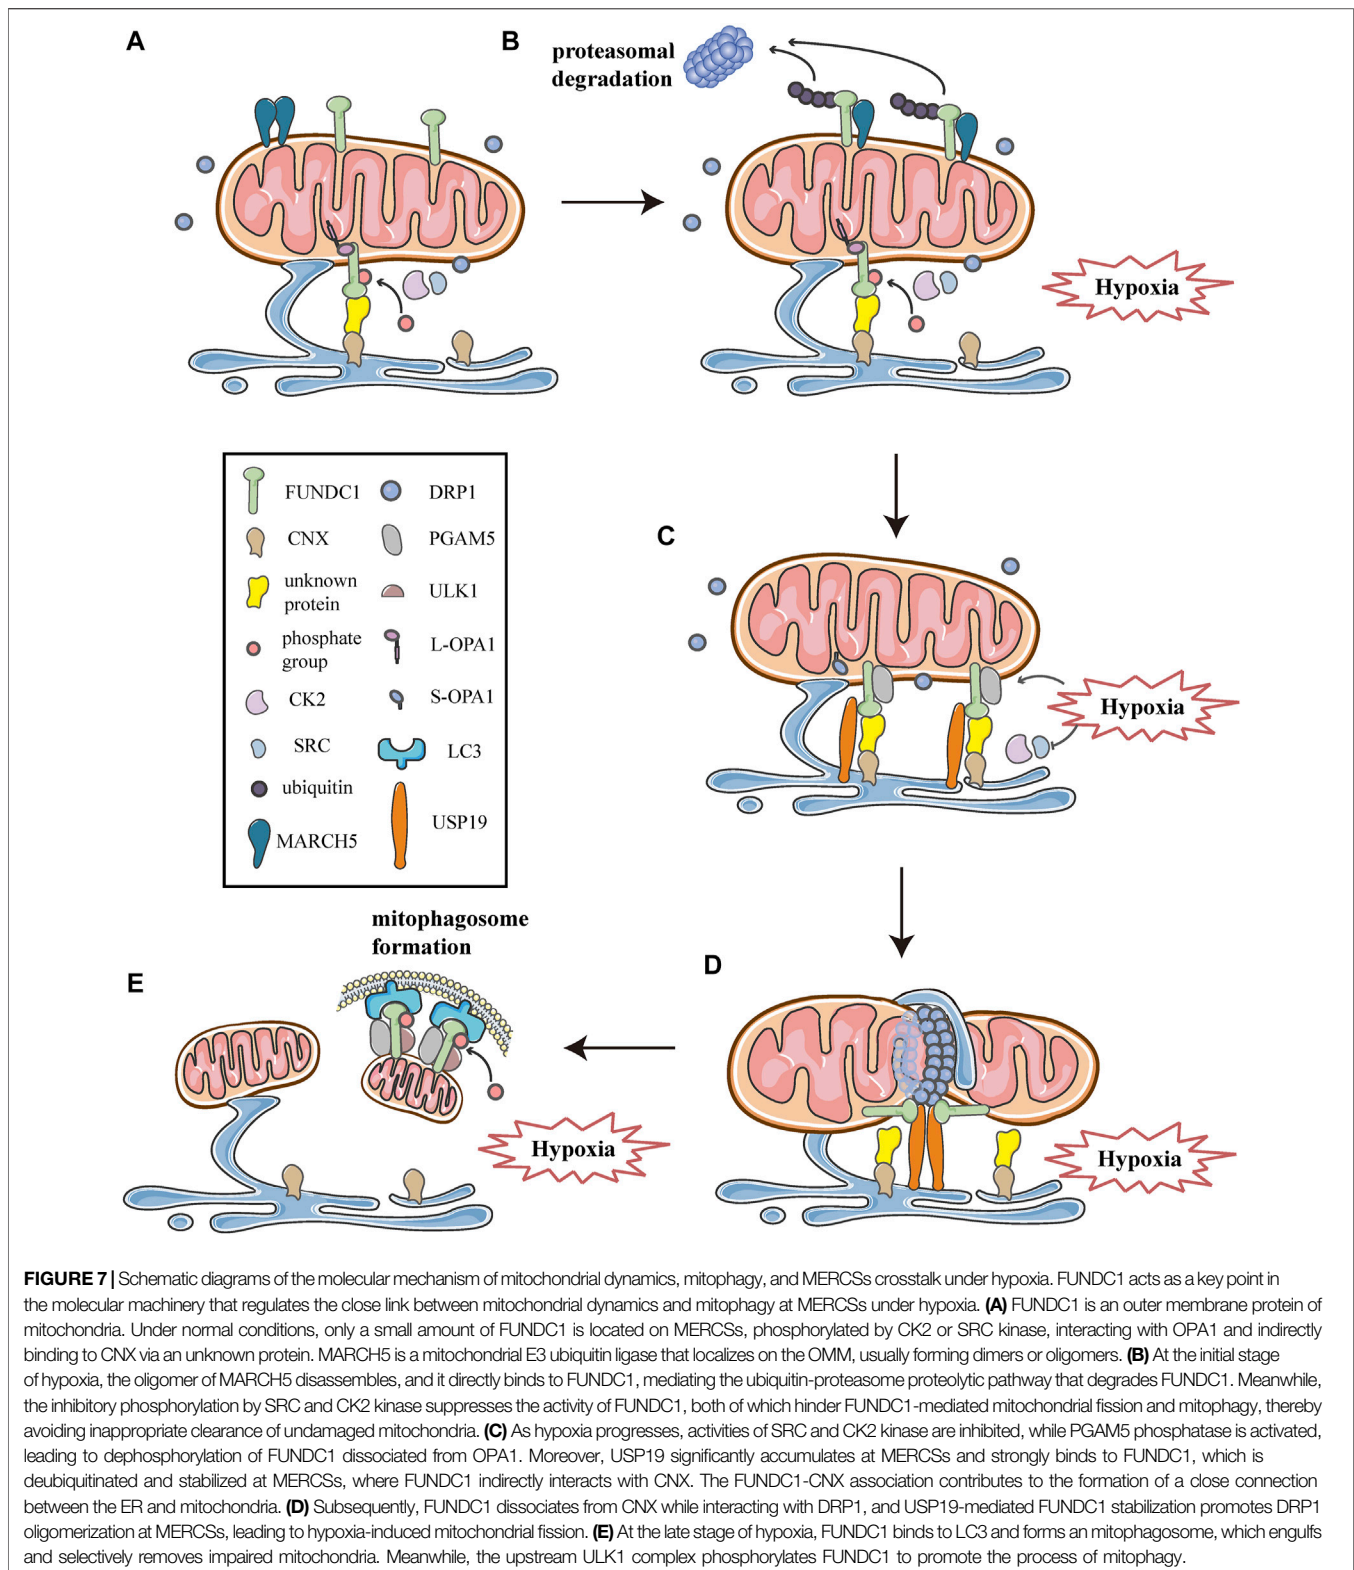 A
B
proteasomal
degradation
Hypoxia
FUNDC1
DRP1
CNX
PGAM5
unknown
protein
ULK1
phosphate
group
L-OPA1
CK2
S-OPA1
SRC
LC3
ubiquitin
MARCH5
USP19
C
Hypoxia
mitophagosome
formation
E
D
Hypoxia
Hypoxia
FIGURE 7 | Schematic diagrams of the molecular mechanism of mitochondrial dynamics, mitophagy, and MERCSs crosstalk under hypoxia. FUNDC1 acts as a key point in
the molecular machinery that regulates the close link between mitochondrial dynamics and mitophagy at MERCSs under hypoxia. (A) FUNDC1 is an outer membrane protein of
mitochondria. Under normal conditions, only a small amount of FUNDC1 is located on MERCSs, phosphorylated by CK2 or SRC kinase, interacting with OPA1 and indirectly
binding to CNX via an unknown protein. MARCH5 is a mitochondrial E3 ubiquitin ligase that localizes on the OMM, usually forming dimers or oligomers. (B) At the initial stage
of hypoxia, the oligomer of MARCH5 disassembles, and it directly binds to FUNDC1, mediating the ubiquitin-proteasome proteolytic pathway that degrades FUNDC1. Meanwhile,
the inhibitory phosphorylation by SRC and CK2 kinase suppresses the activity of FUNDC1, both of which hinder FUNDC1-mediated mitochondrial fission and mitophagy, thereby
avoiding inappropriate clearance of undamaged mitochondria. (C) As hypoxia progresses, activities of SRC and CK2 kinase are inhibited, while PGAM5 phosphatase is activated,
leading to dephosphorylation of FUNDC1 dissociated from OPA1. Moreover, USP19 significantly accumulates at MERCSs and strongly binds to FUNDC1, which is
deubiquitinated and stabilized at MERCSs, where FUNDC1 indirectly interacts with CNX. The FUNDC1-CNX association contributes to the formation of a close connection
between the ER and mitochondria. (D) Subsequently, FUNDC1 dissociates from CNX while interacting with DRP1, and USP19-mediated FUNDC1 stabilization promotes DRP1
oligomerization at MERCSs, leading to hypoxia-induced mitochondrial fission. (E) At the late stage of hypoxia, FUNDC1 binds to LC3 and forms an mitophagosome, which engulfs
and selectively removes impaired mitochondria. Meanwhile, the upstream ULK1 complex phosphorylates FUNDC1 to promote the process of mitophagy.